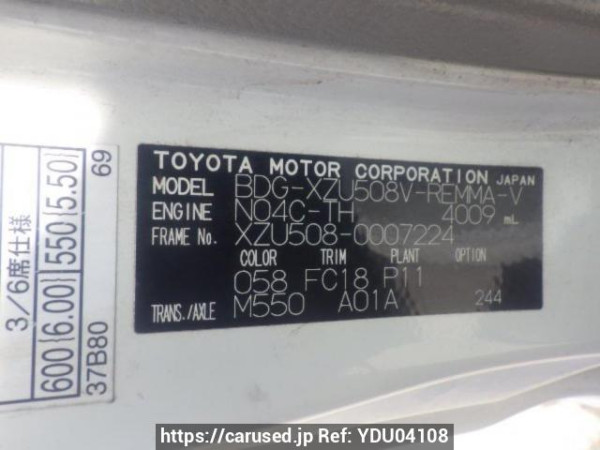 TOYOTA MOTOR CORPORATION JAPAN
MODEL BDG-XZU508V-REMMA-V
ENGINE N04C-TH 4009 mL
FRAME No. XZU508-0007224
COLOR TRIM PLANT OPTION
058 FC18 P11
TRANS./AXLE M550 A01A 244
3/6席仕様
600(6.00) 550(5.50)
37B80 69
https://carused.jp Ref: YDU04108